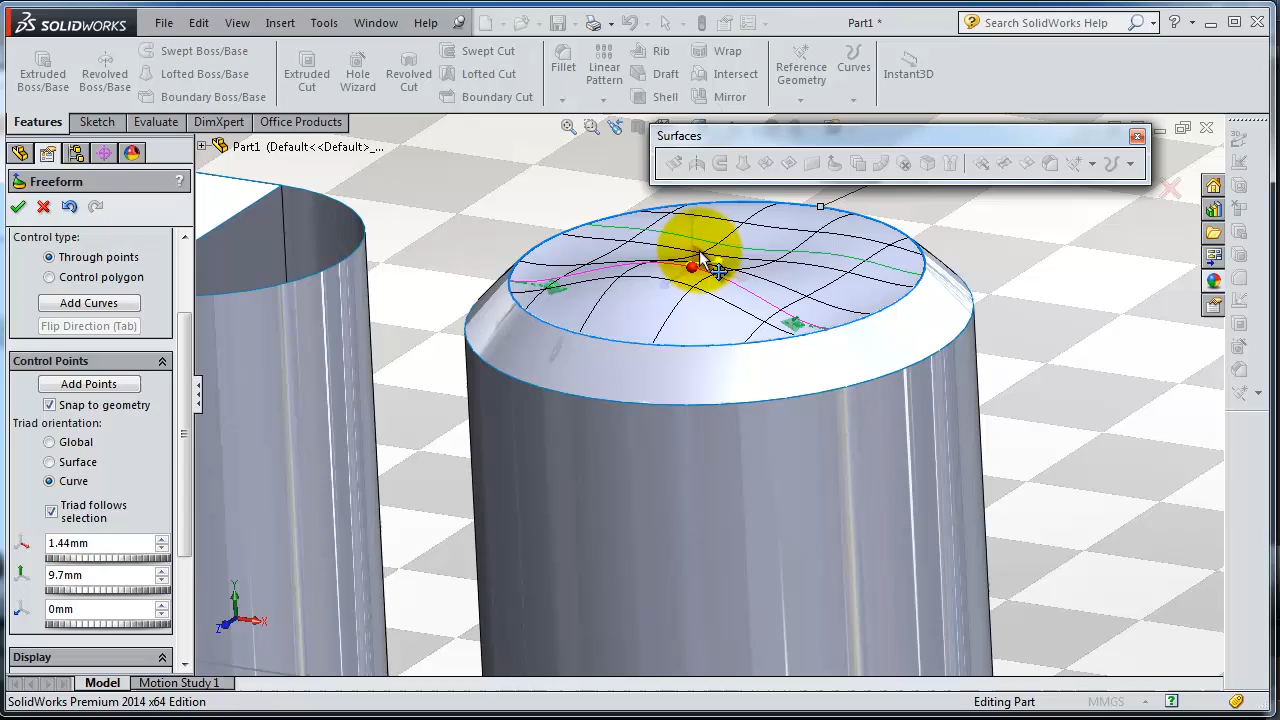 SOLIDWORKS File Edit View Insert Tools Window Help Part1 * Search SolidWorks Help ?
Extruded Boss/Base
Revolved Boss/Base
Swept Boss/Base
Lofted Boss/Base
Boundary Boss/Base
Extruded Cut
Hole Wizard
Revolved Cut
Swept Cut
Lofted Cut
Boundary Cut
Fillet
Linear Pattern
Rib
Draft
Shell
Wrap
Intersect
Mirror
Reference Geometry
Curves
Instant3D
Features Sketch Evaluate DimXpert Office Products
Surfaces
Part1 (Default<<Default>_...
Freeform ?
Control type:
Through points
Control polygon
Add Curves
Flip Direction (Tab)
Control Points
Add Points
Snap to geometry
Triad orientation:
Global
Surface
Curve
Triad follows
selection
1.44mm
9.7mm
0mm
Display
Y
X
Z
Model Motion Study 1
SolidWorks Premium 2014 x64 Edition Editing Part MMGS ?